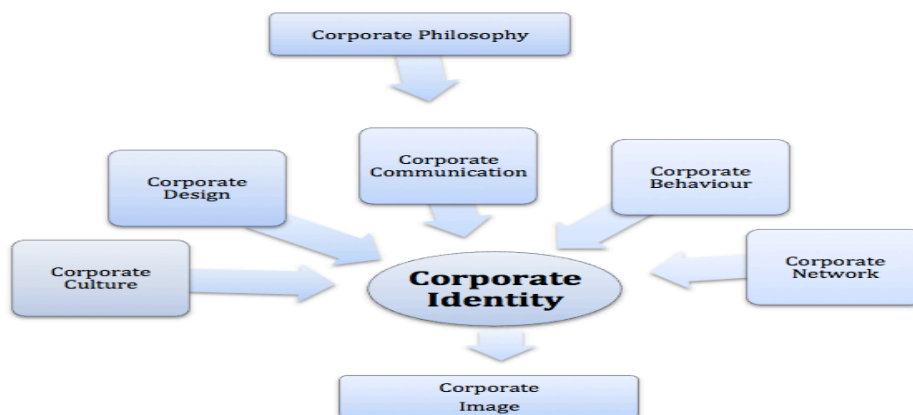 Corporate Philosophy
Corporate
Communication
Corporate
Behaviour
Corporate
Design
Corporate
Culture
Corporate
Identity
Corporate
Network
Corporate
Image